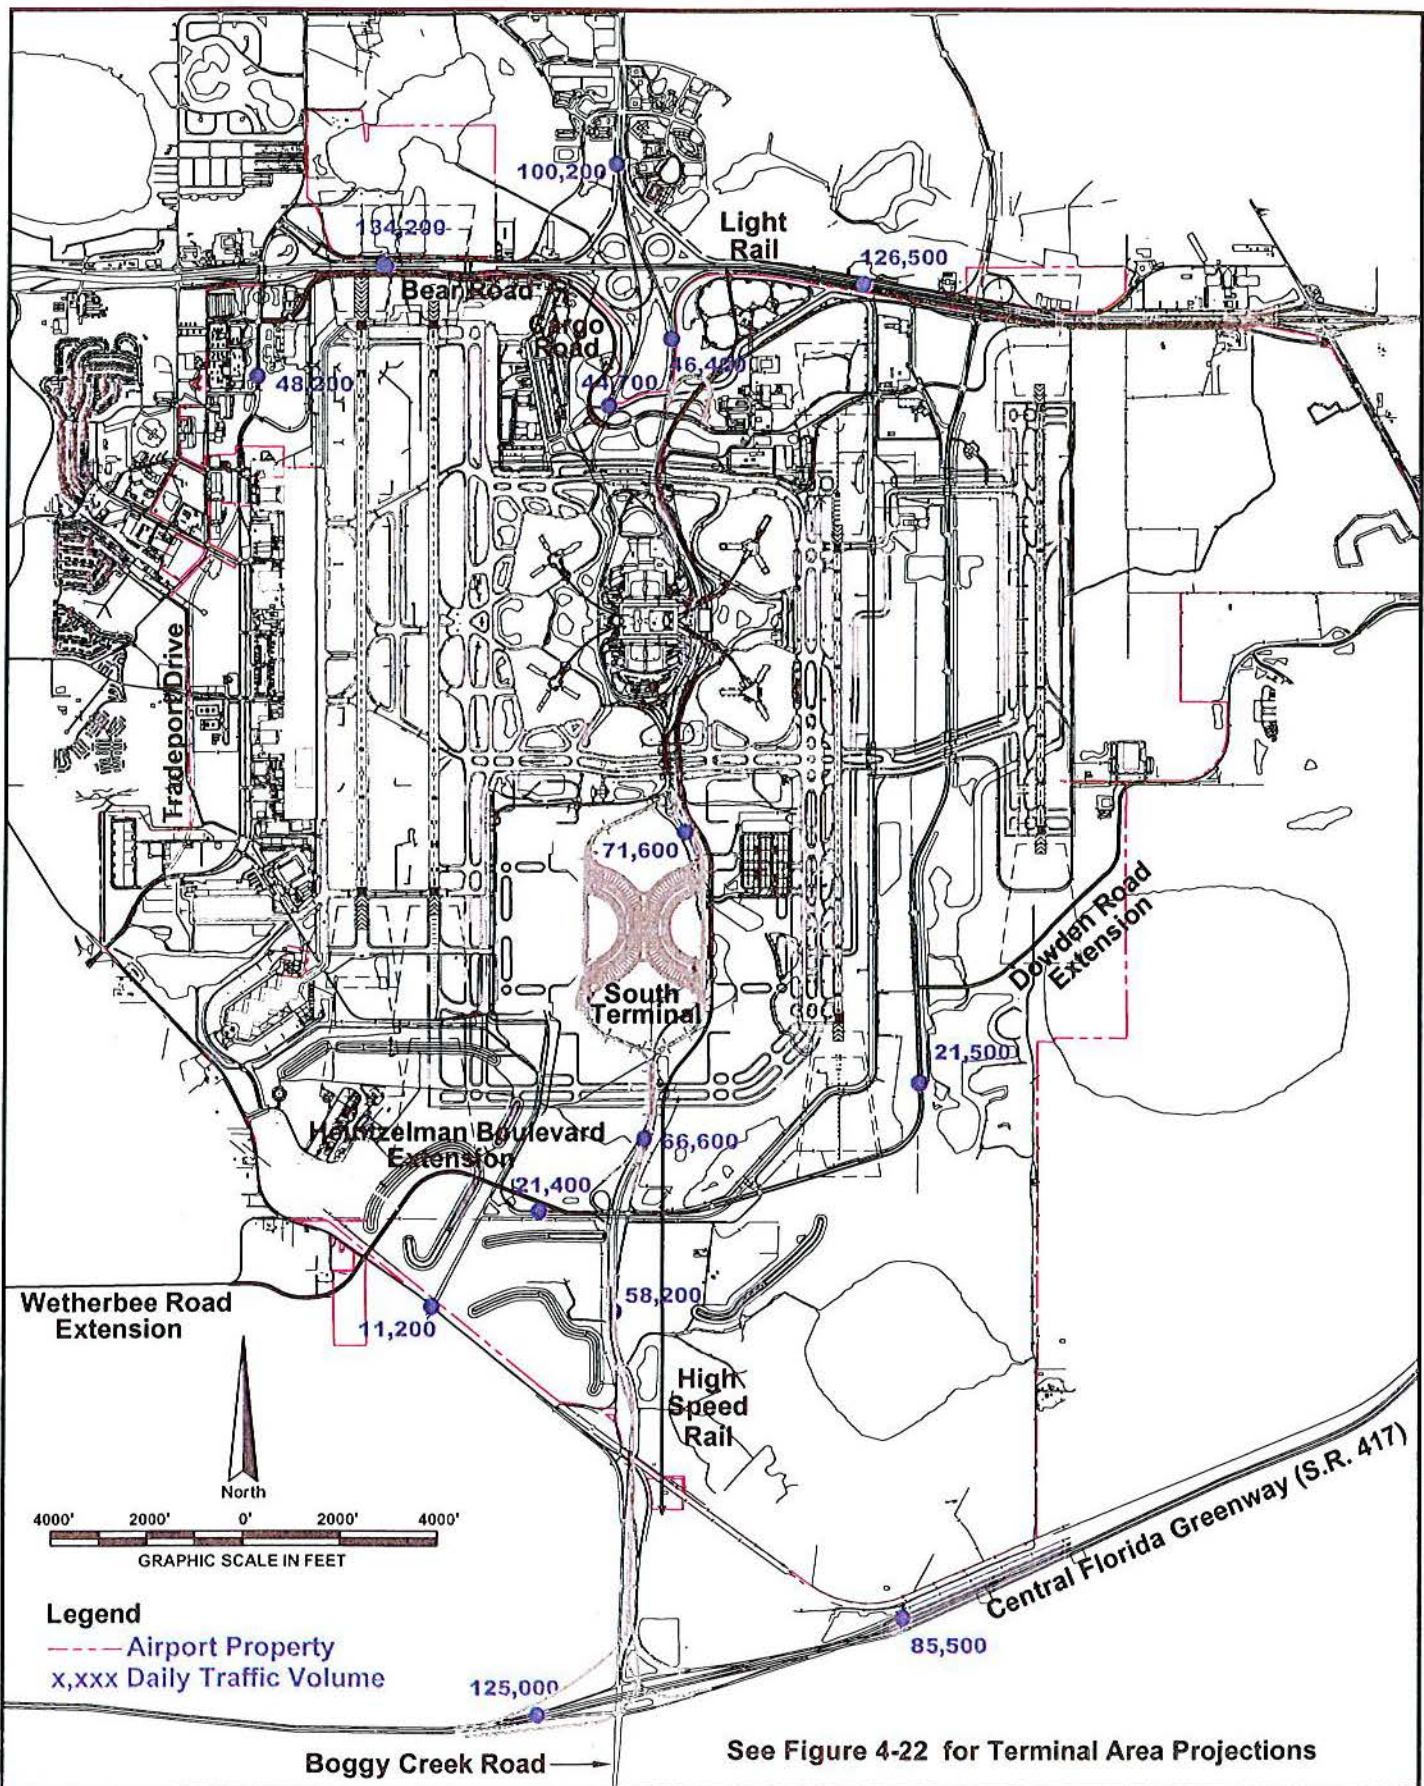 100,200
Light
Rail
134,200
126,500
Bear Road
Cargo
Road
46,400
48,200
44,700
Tradeport Drive
71,600
Dowden Road
Extension
South
Terminal
21,500
Heintzelman Boulevard
Extension
66,600
21,400
58,200
Wetherbee Road
Extension
11,200
High
Speed
Rail
North
4000' 2000' 0' 2000' 4000'
GRAPHIC SCALE IN FEET
Central Florida Greenway (S.R. 417)
Legend
Airport Property
x,xxx Daily Traffic Volume
85,500
125,000
See Figure 4-22 for Terminal Area Projections
Boggy Creek Road